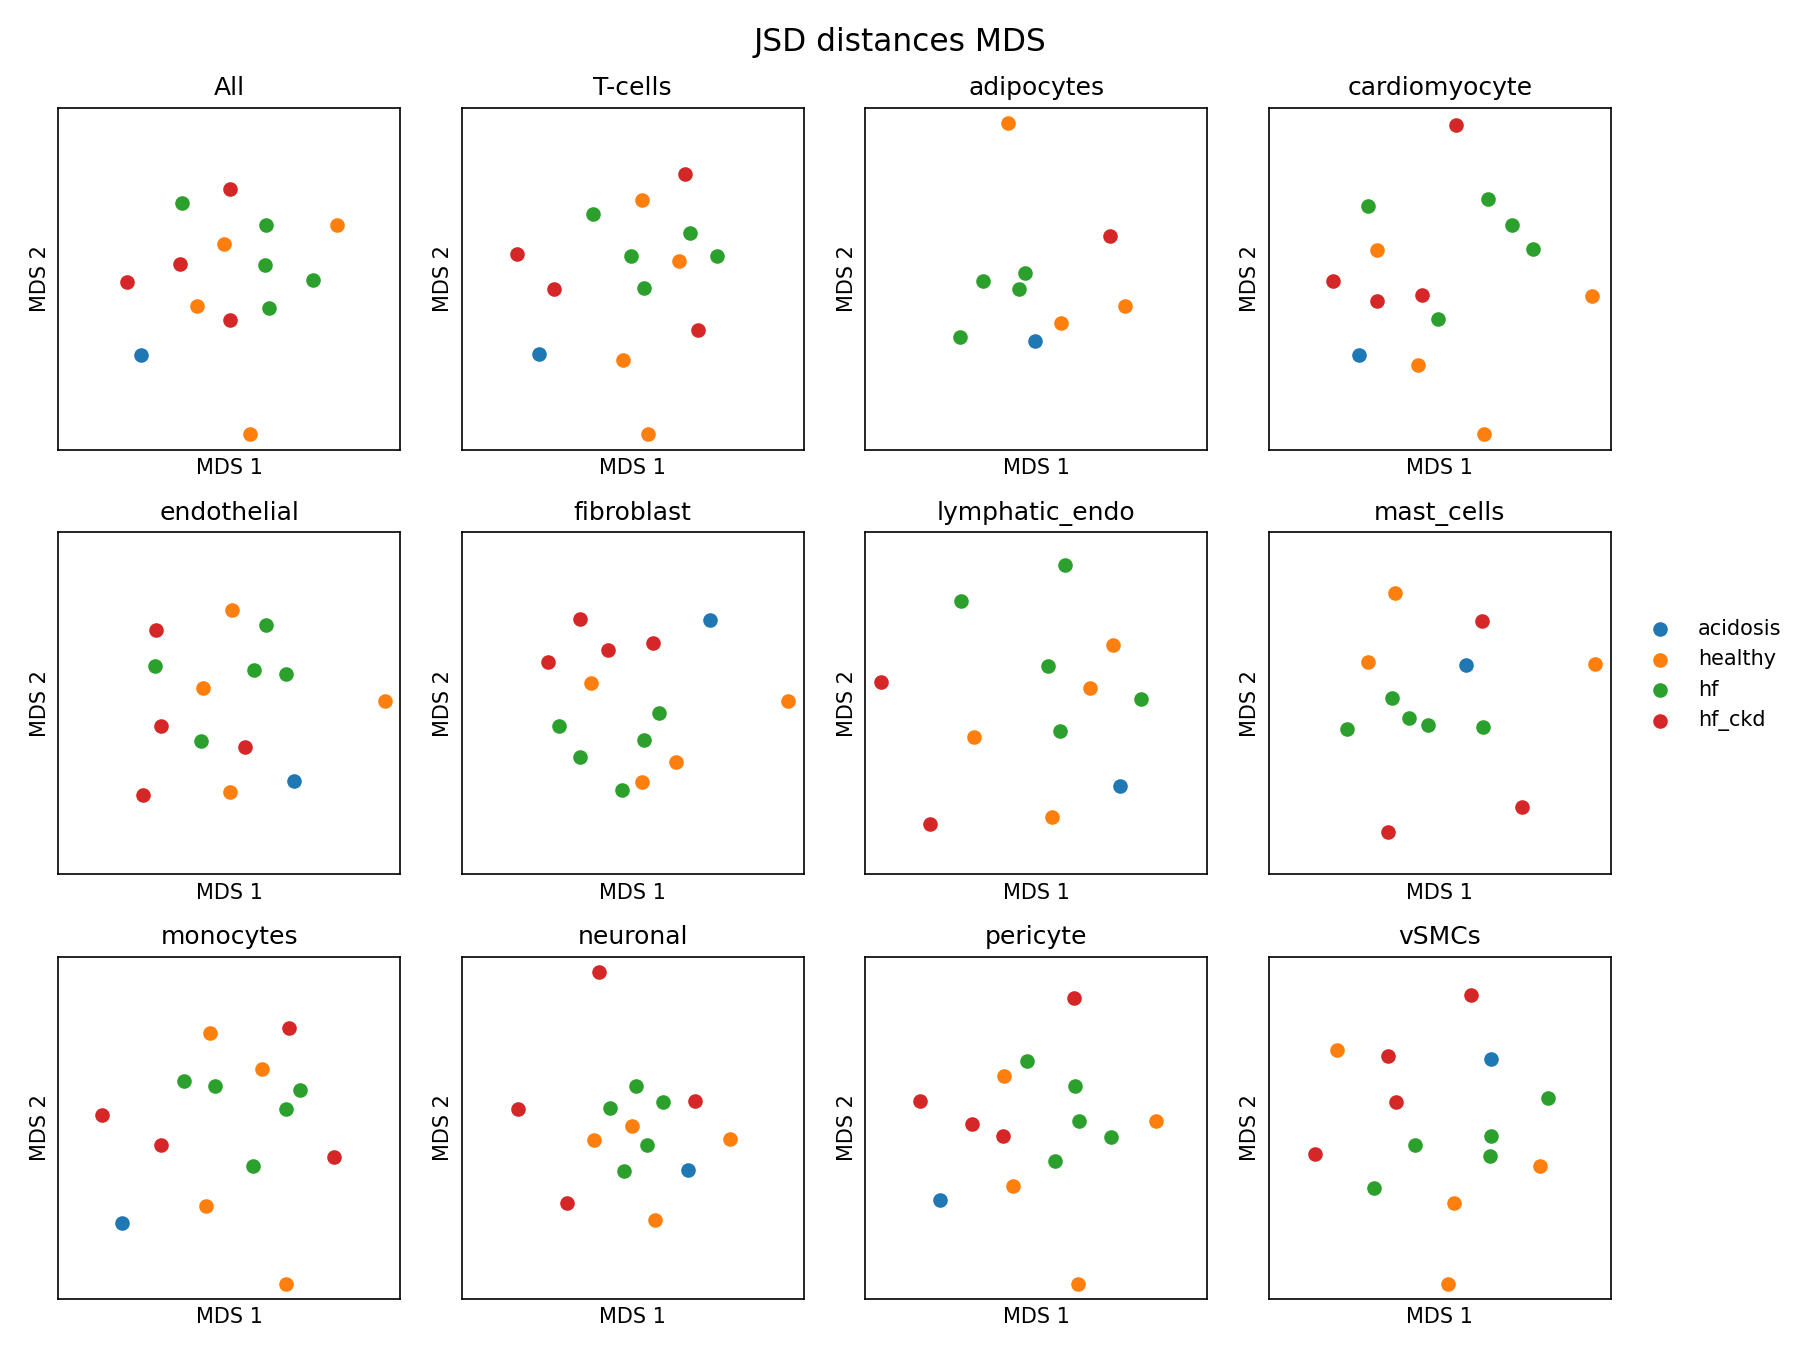 JSD distances MDS
All
T-cells
adipocytes
cardiomyocyte
MDS 2
MDS 2
MDS 2
MDS 2
MDS 1
MDS 1
MDS 1
MDS 1
endothelial
fibroblast
lymphatic_endo
mast_cells
MDS 2
MDS 2
MDS 2
MDS 2
MDS 1
MDS 1
MDS 1
MDS 1
acidosis
healthy
hf
hf_ckd
monocytes
neuronal
pericyte
vSMCs
MDS 2
MDS 2
MDS 2
MDS 2
MDS 1
MDS 1
MDS 1
MDS 1